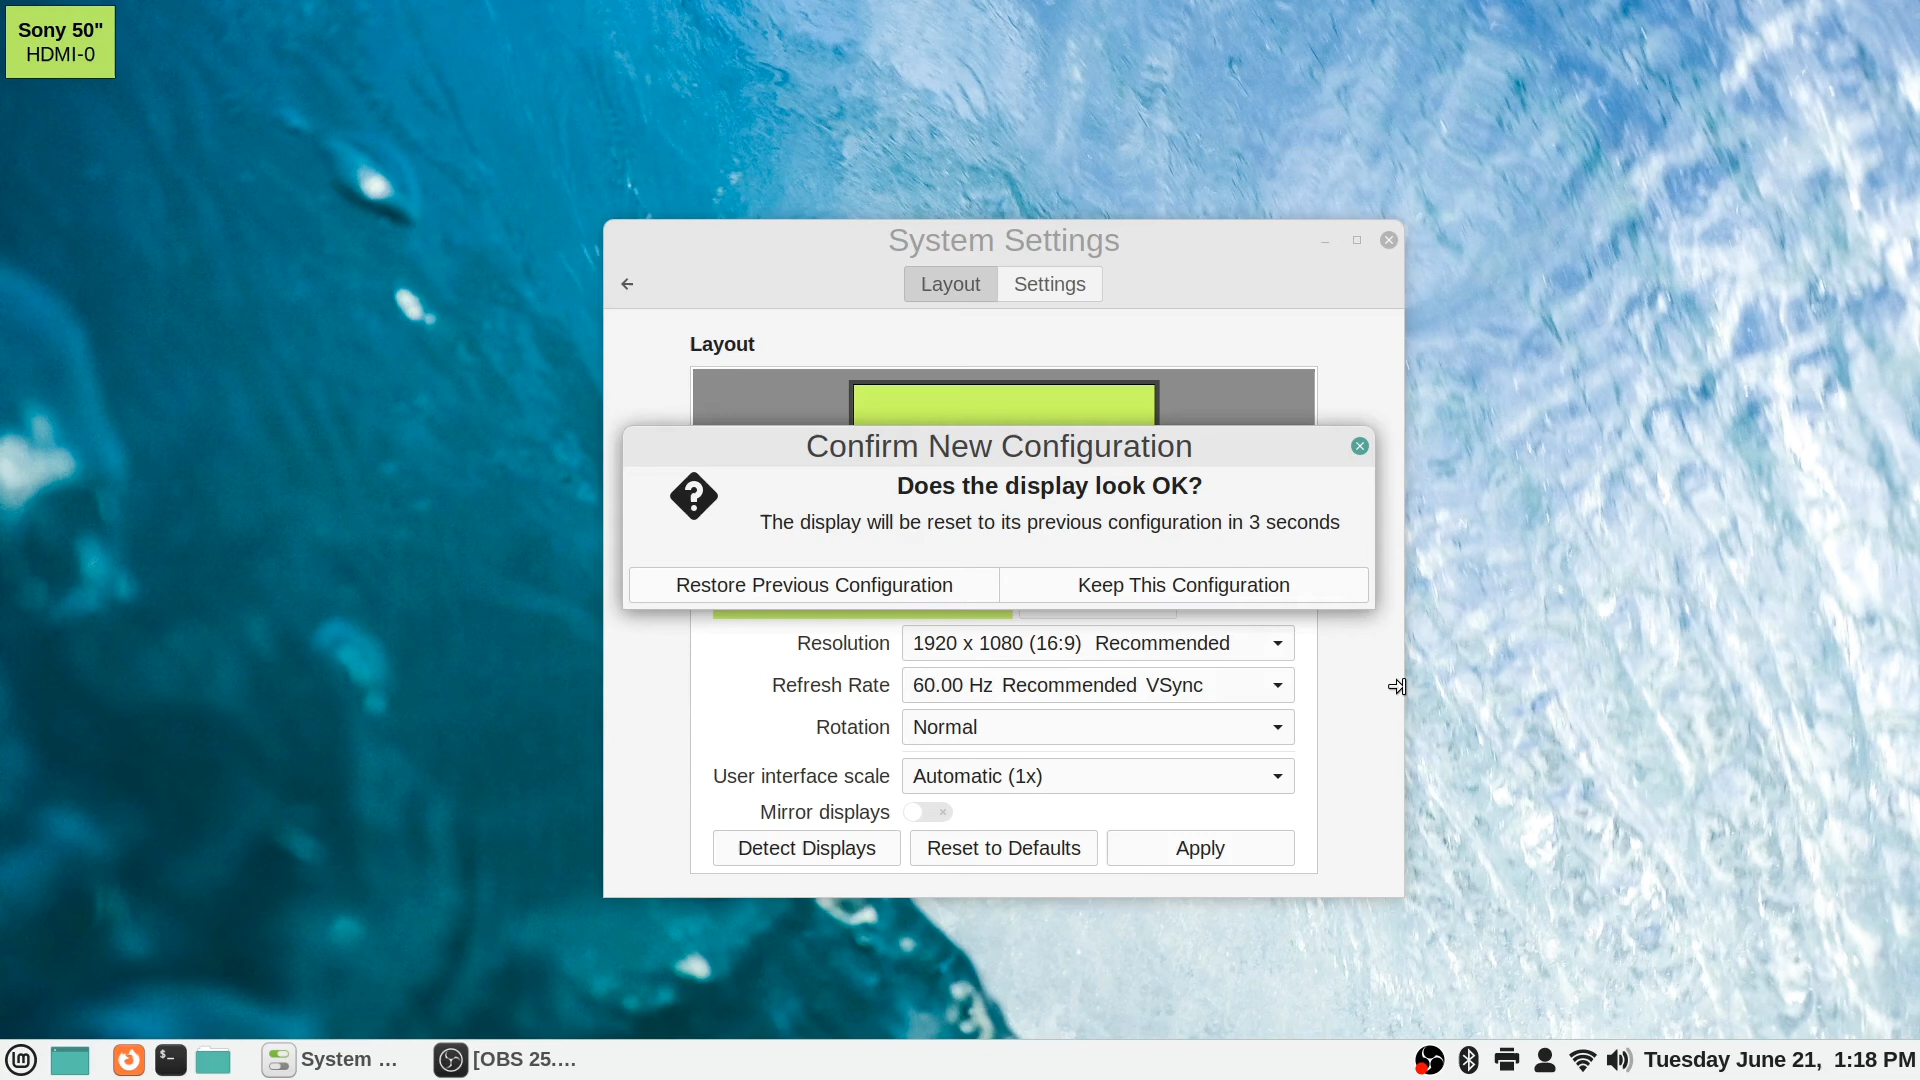 Sony 50"
HDMI-0
System Settings
Layout Settings
Layout
Confirm New Configuration
Does the display look OK?
The display will be reset to its previous configuration in 3 seconds
Restore Previous Configuration Keep This Configuration
Resolution 1920 x 1080 (16:9) Recommended
Refresh Rate 60.00 Hz Recommended VSync
Rotation Normal
User interface scale Automatic (1x)
Mirror displays
Detect Displays Reset to Defaults Apply
System ... [OBS 25.... Tuesday June 21, 1:18 PM